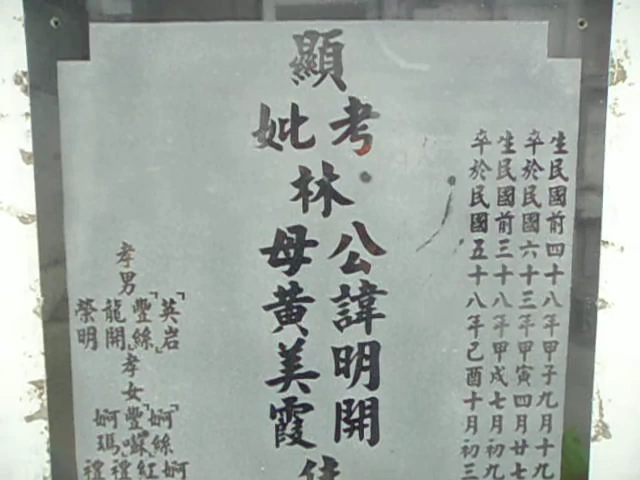 生民國前四十八年甲子九月十九
卒於民國六十三年甲寅四月廿七
生民國前三十八年甲戌七月初九
卒於民國五十八年己酉十月初三
顯
考
妣
林
公諱明開
母黃美霞
孝男
英岩
豐絲
龍開
榮明
孝女